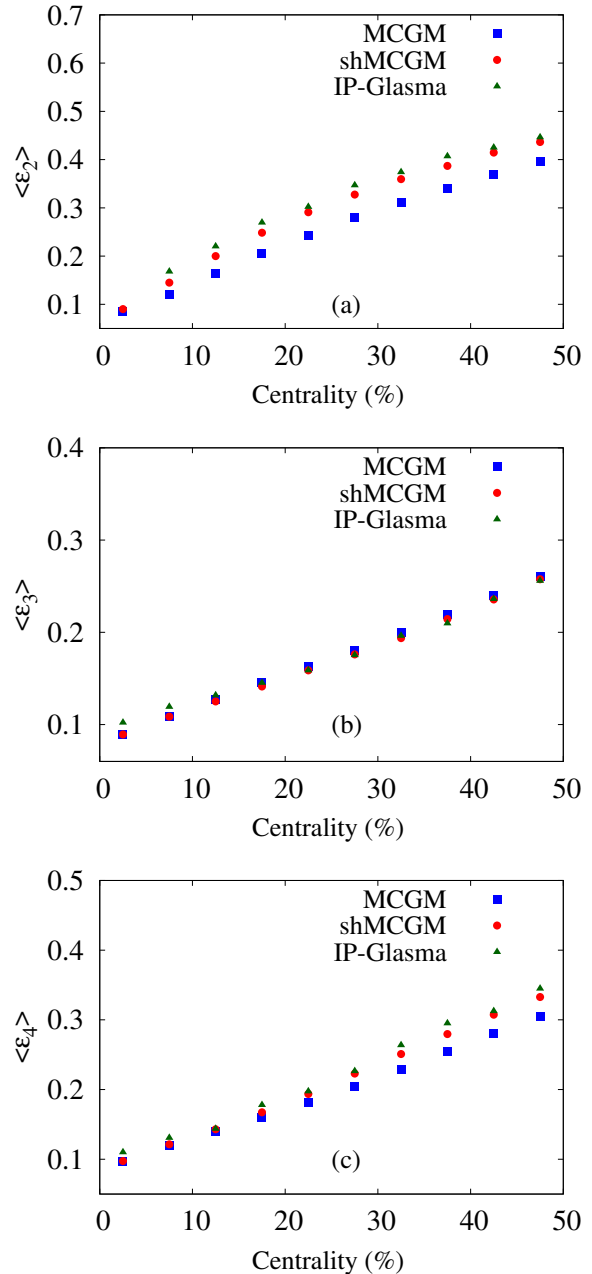 0.7
0.6
0.5
0.4
0.3
0.2
0.1
<ε2>
MCGM
shMCGM
IP-Glasma
(a)
0 10 20 30 40 50
Centrality (%)
0.4
0.3
0.2
0.1
<ε3>
MCGM
shMCGM
IP-Glasma
(b)
0 10 20 30 40 50
Centrality (%)
0.5
0.4
0.3
0.2
0.1
<ε4>
MCGM
shMCGM
IP-Glasma
(c)
0 10 20 30 40 50
Centrality (%)